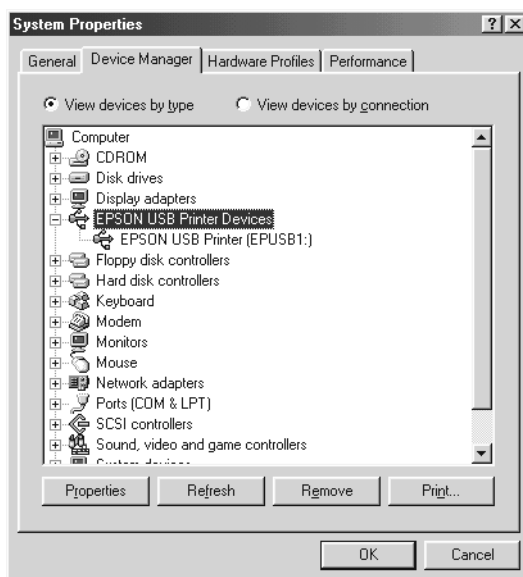 System Properties
General Device Manager Hardware Profiles Performance
View devices by type View devices by connection
Computer
CDROM
Disk drives
Display adapters
EPSON USB Printer Devices
EPSON USB Printer (EPUSB1:)
Floppy disk controllers
Hard disk controllers
Keyboard
Modem
Monitors
Mouse
Network adapters
Ports (COM & LPT)
SCSI controllers
Sound, video and game controllers
Properties Refresh Remove Print...
OK Cancel